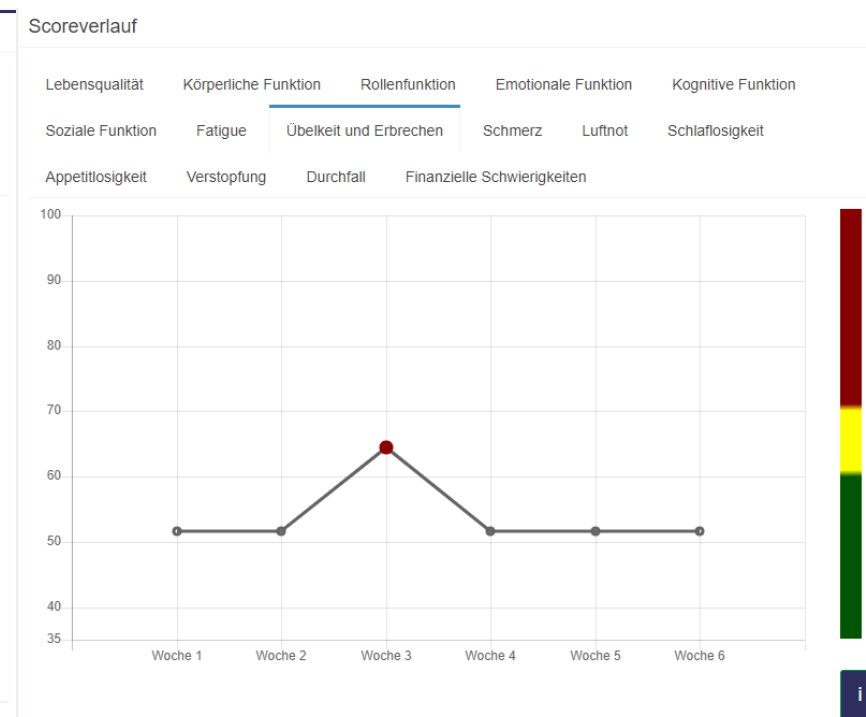 Scoreverlauf
Lebensqualität Körperliche Funktion Rollenfunktion Emotionale Funktion Kognitive Funktion
Soziale Funktion Fatigue Übelkeit und Erbrechen Schmerz Luftnot Schlaflosigkeit
Appetitlosigkeit Verstopfung Durchfall Finanzielle Schwierigkeiten
100
90
80
70
60
50
40
35
Woche 1 Woche 2 Woche 3 Woche 4 Woche 5 Woche 6
i